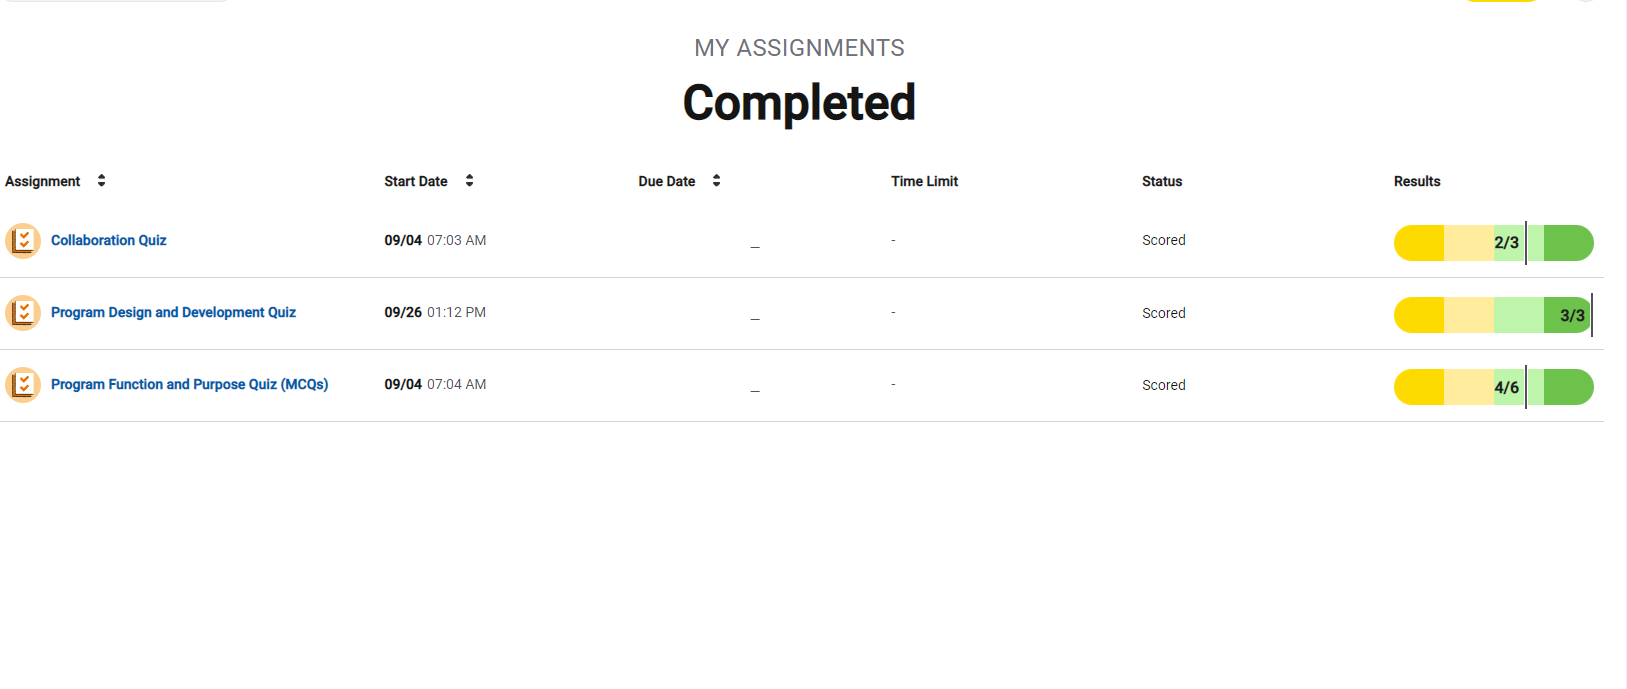 MY ASSIGNMENTS
Completed
Assignment Start Date Due Date Time Limit Status Results
Collaboration Quiz 09/04 07:03 AM _ - Scored 2/3
Program Design and Development Quiz 09/26 01:12 PM _ - Scored 3/3
Program Function and Purpose Quiz (MCQs) 09/04 07:04 AM _ - Scored 4/6